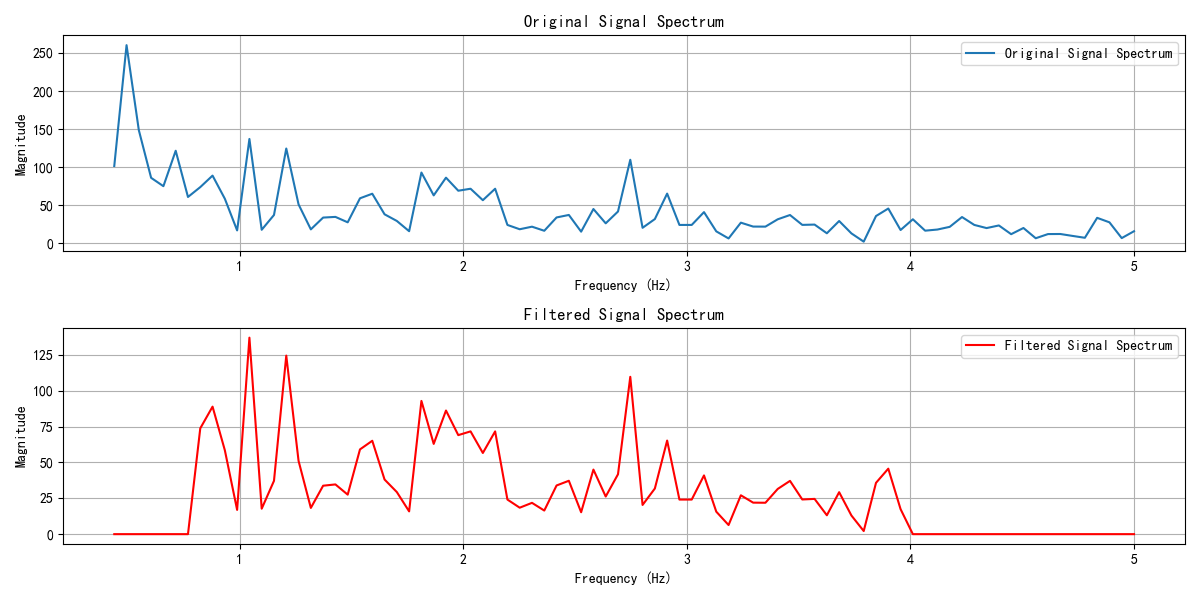 Original Signal Spectrum
Original Signal Spectrum
250
200
150
100
50
0
Magnitude
1
2
3
4
5
Frequency (Hz)
Filtered Signal Spectrum
Filtered Signal Spectrum
125
100
75
50
25
0
Magnitude
1
2
3
4
5
Frequency (Hz)